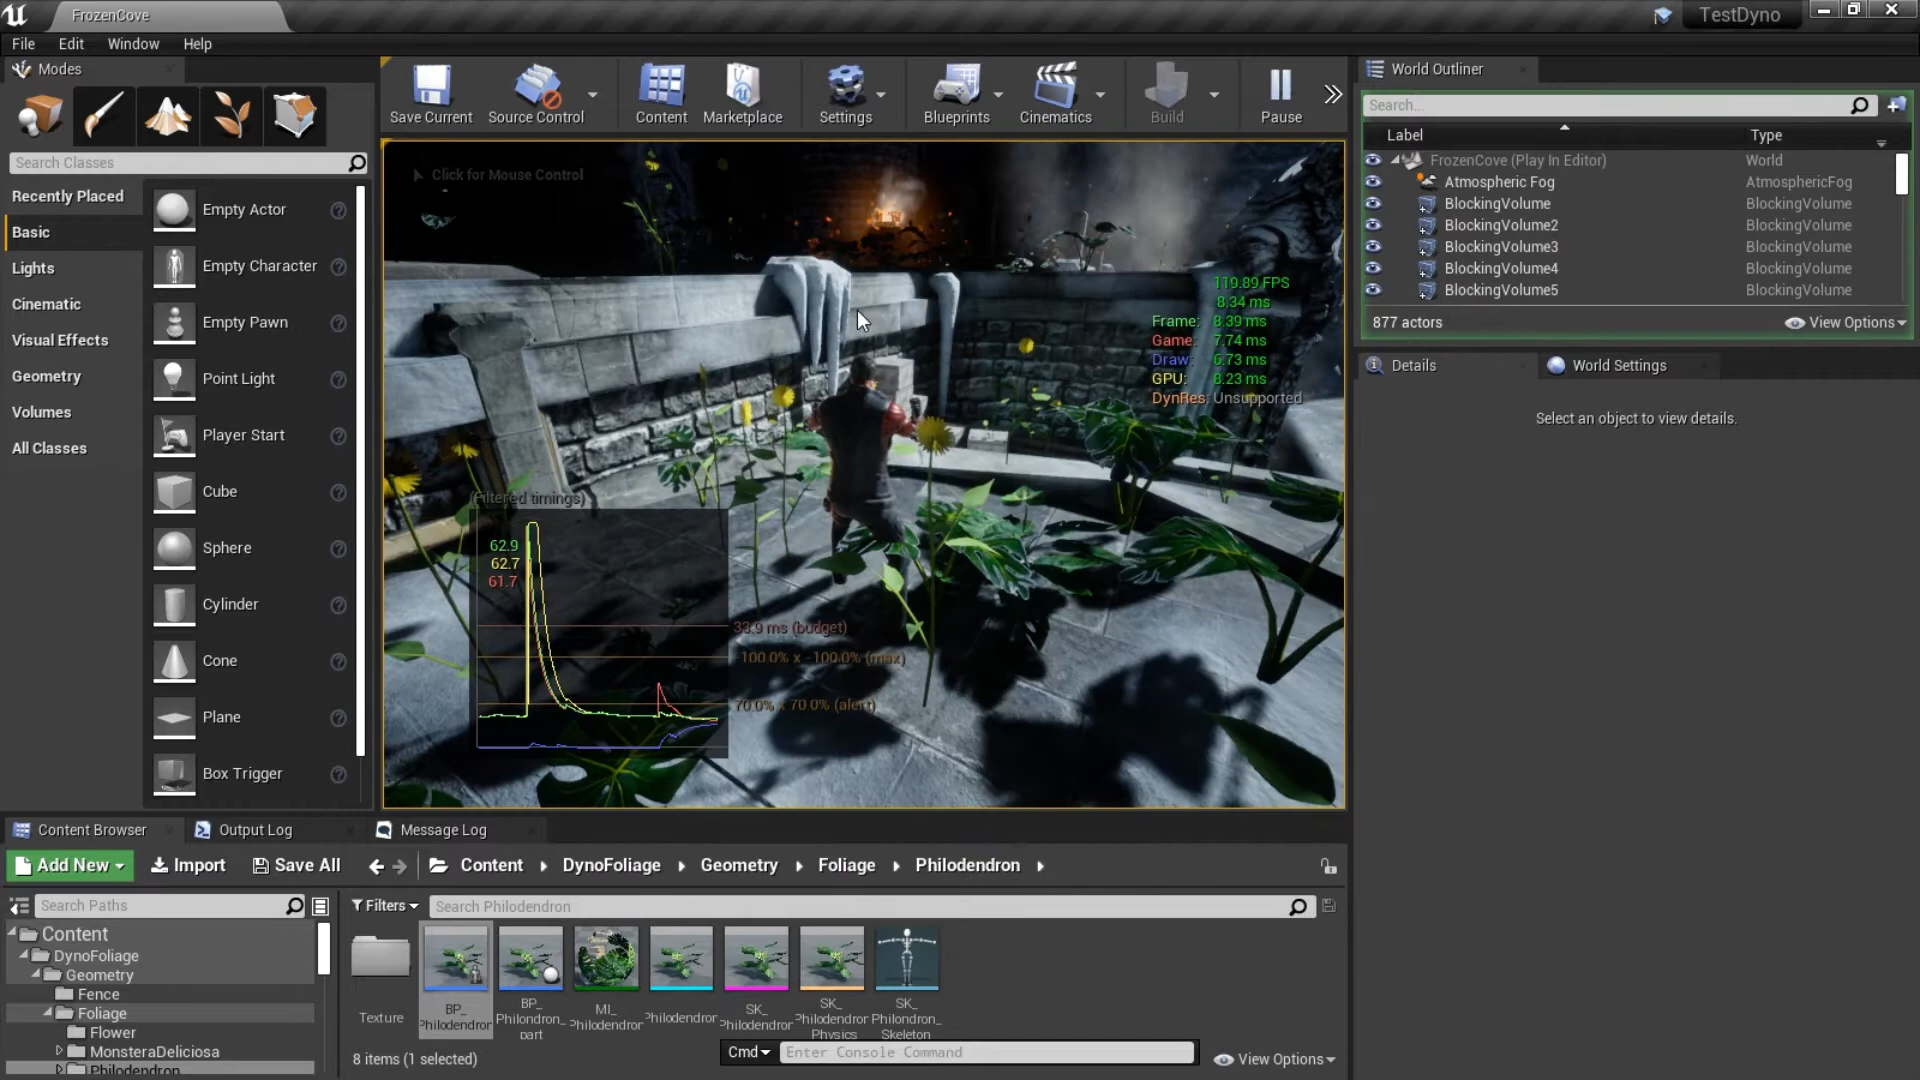 FrozenCove
TestDyno
File Edit Window Help
Modes
Search Classes
Recently Placed
Basic
Lights
Cinematic
Visual Effects
Geometry
Volumes
All Classes
Empty Actor
Empty Character
Empty Pawn
Point Light
Player Start
Cube
Sphere
Cylinder
Cone
Plane
Box Trigger
Save Current Source Control Content Marketplace Settings Blueprints Cinematics Build Pause
Click for Mouse Control
119.89 FPS
8.34 ms
Frame: 8.39 ms
Game: 7.74 ms
Draw: 6.73 ms
GPU: 8.23 ms
DynRes: Unsupported
(Filtered timings)
62.9
62.7
61.7
33.9 ms (budget)
-100.0% x -100.0% (max)
70.0% x 70.0% (alert)
World Outliner
Search...
Label Type
FrozenCove (Play In Editor) World
Atmospheric Fog AtmosphericFog
BlockingVolume BlockingVolume
BlockingVolume2 BlockingVolume
BlockingVolume3 BlockingVolume
BlockingVolume4 BlockingVolume
BlockingVolume5 BlockingVolume
877 actors View Options
Details World Settings
Select an object to view details.
Content Browser Output Log Message Log
Add New Import Save All Content DynoFoliage Geometry Foliage Philodendron
Search Paths
Filters Search Philodendron
Content
DynoFoliage
Geometry
Fence
Foliage
Flower
MonsteraDeliciosa
Philodendron
Texture
BP_
Philodendron
BP_
Philondron_
part
MI_
Philodendron
Philodendron
SK_
Philodendron
SK_
Philodendron
Physics
SK_
Philondron_
Skeleton
8 items (1 selected)
Cmd Enter Console Command
View Options